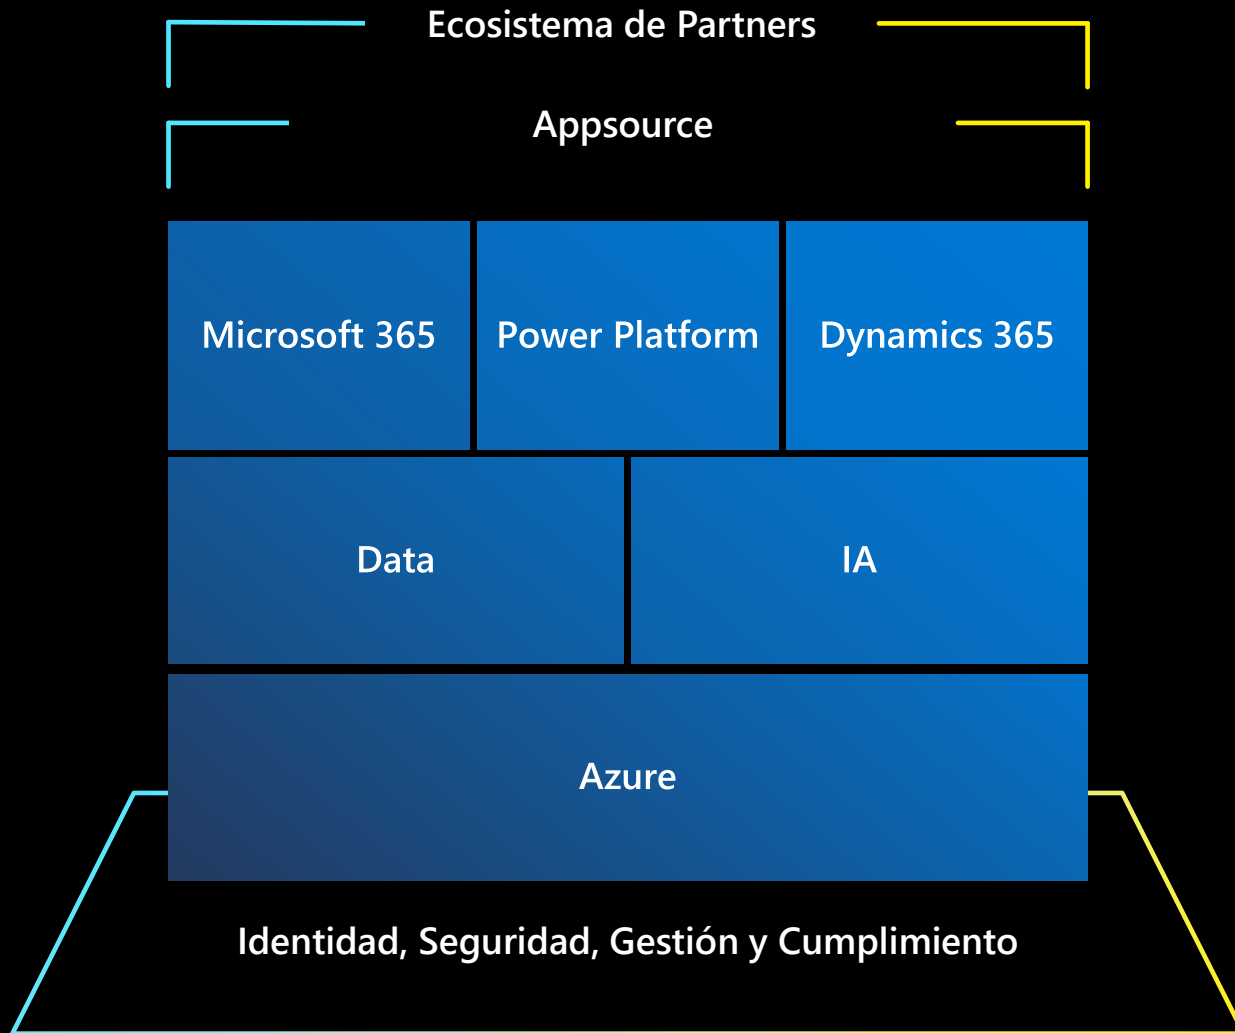 Ecosistema de Partners
Appsource
Microsoft 365
Power Platform
Dynamics 365
Data
IA
Azure
Identidad, Seguridad, Gestión y Cumplimiento